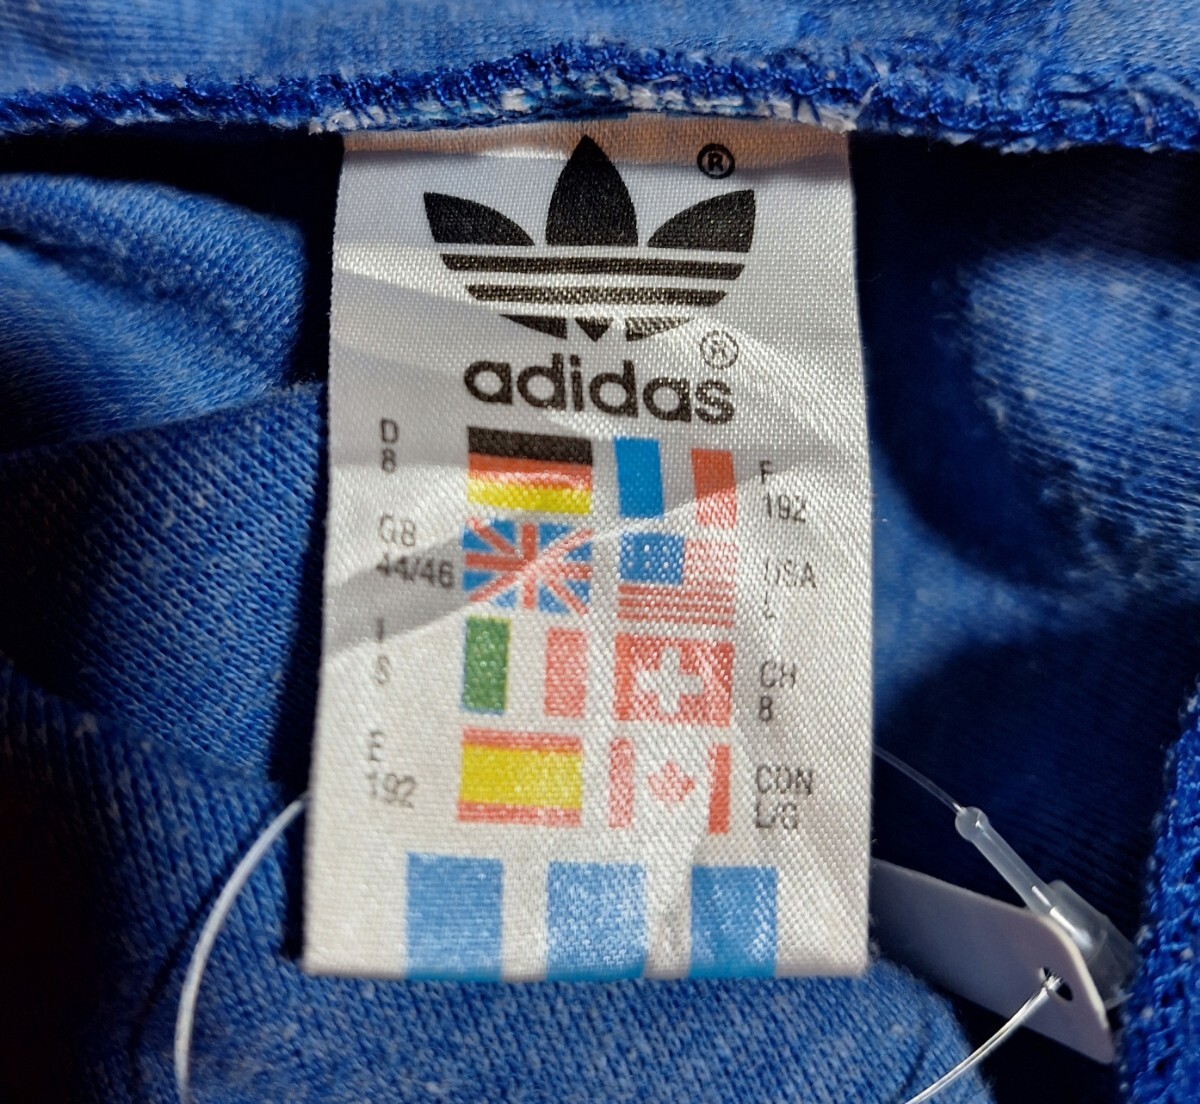 ®
®
adidas
D
8
F
192
GB
44/46
USA
I
E
192
CH
8
CDN
L/G